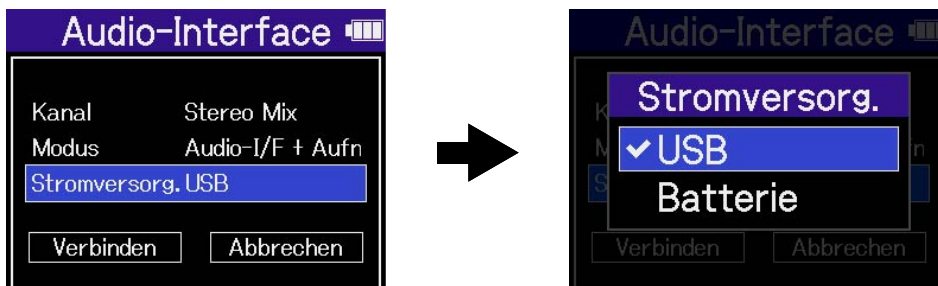 Audio-Interface
Kanal Stereo Mix
Modus Audio-I/F + Aufn
Stromversorg. USB
Verbinden Abbrechen
Audio-Interface
Stromversorg.
USB
Batterie
Verbinden Abbrechen